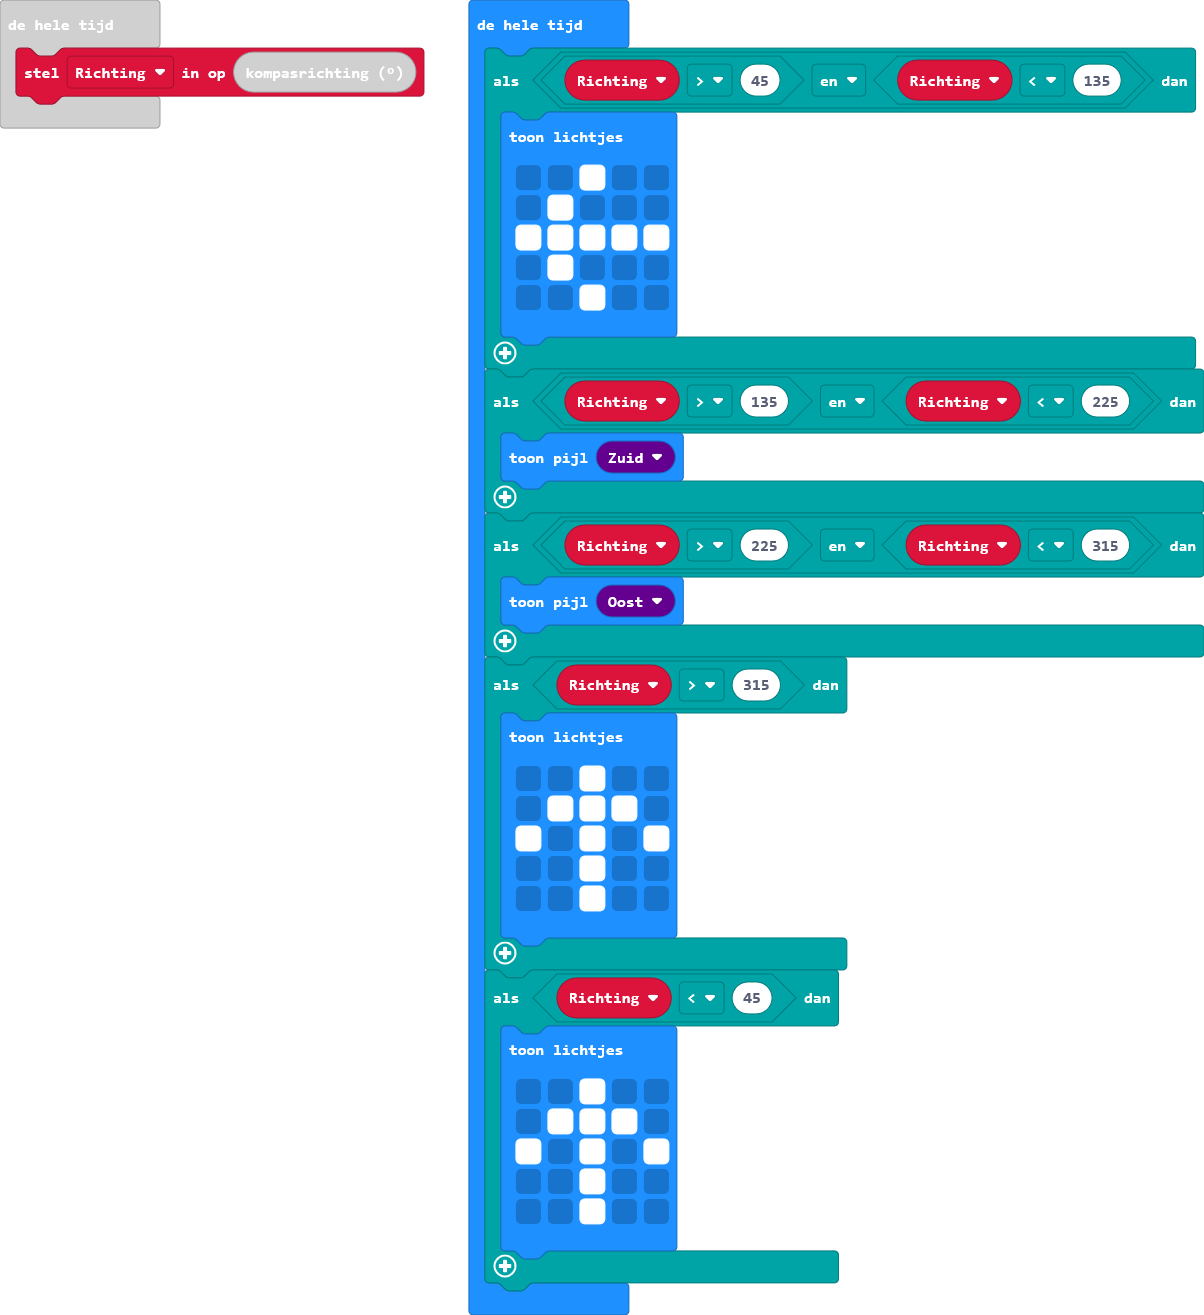 de hele tijd
stel Richting in op kompasrichting (°)
de hele tijd
als Richting > 45 en Richting < 135 dan
toon lichtjes
als Richting > 135 en Richting < 225 dan
toon pijl Zuid
als Richting > 225 en Richting < 315 dan
toon pijl Oost
als Richting > 315 dan
toon lichtjes
als Richting < 45 dan
toon lichtjes